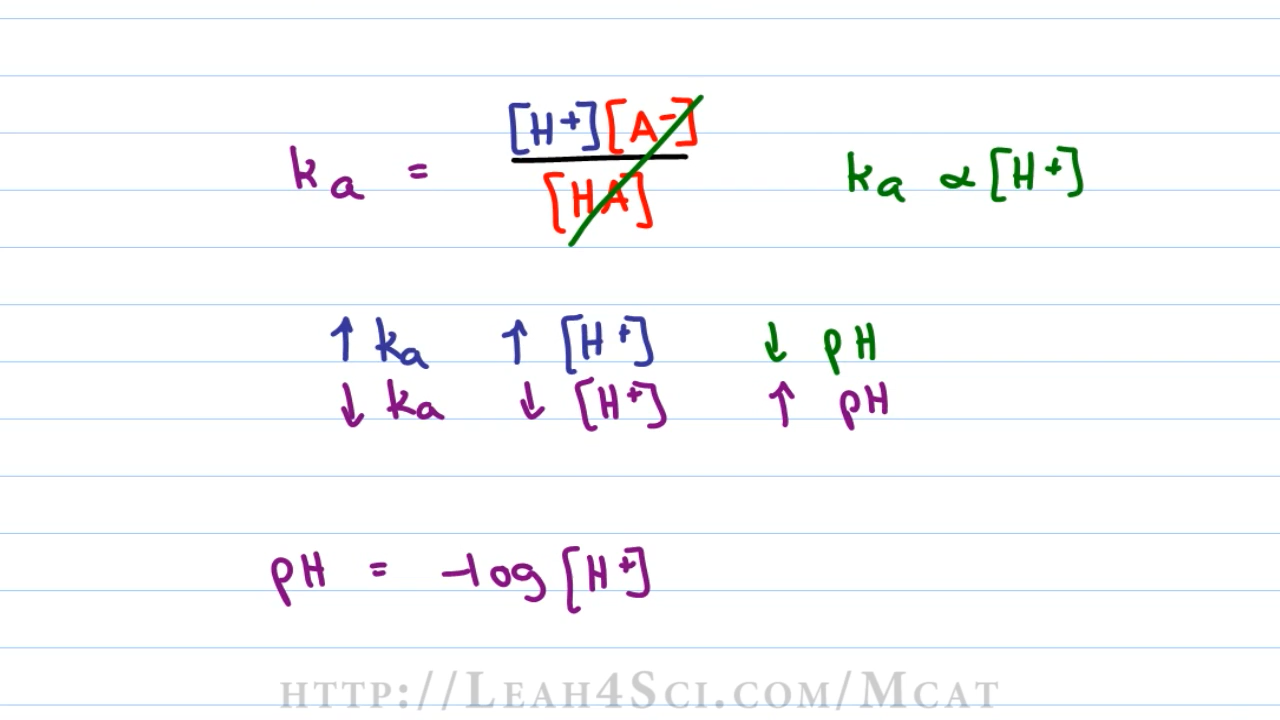 ka = [H+][A-] / [HA] ka ∝ [H+]
↑ ka ↑ [H+] ↓ pH
↓ ka ↓ [H+] ↑ pH
pH = -log [H+]
HTTP://LEAH4SCI.COM/MCAT